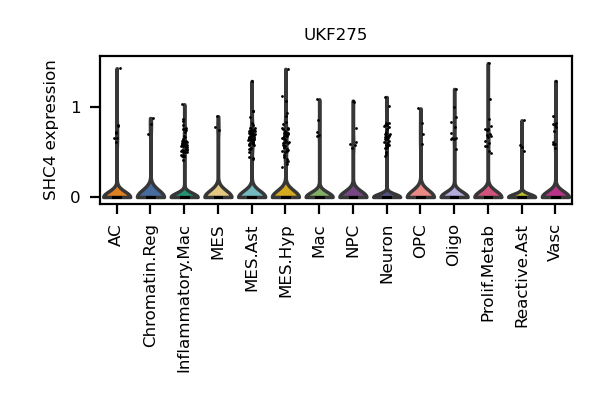 UKF275
SHC4 expression
1
0
AC
Chromatin.Reg
Inflammatory.Mac
MES
MES.Ast
MES.Hyp
Mac
NPC
Neuron
OPC
Oligo
Prolif.Metab
Reactive.Ast
Vasc